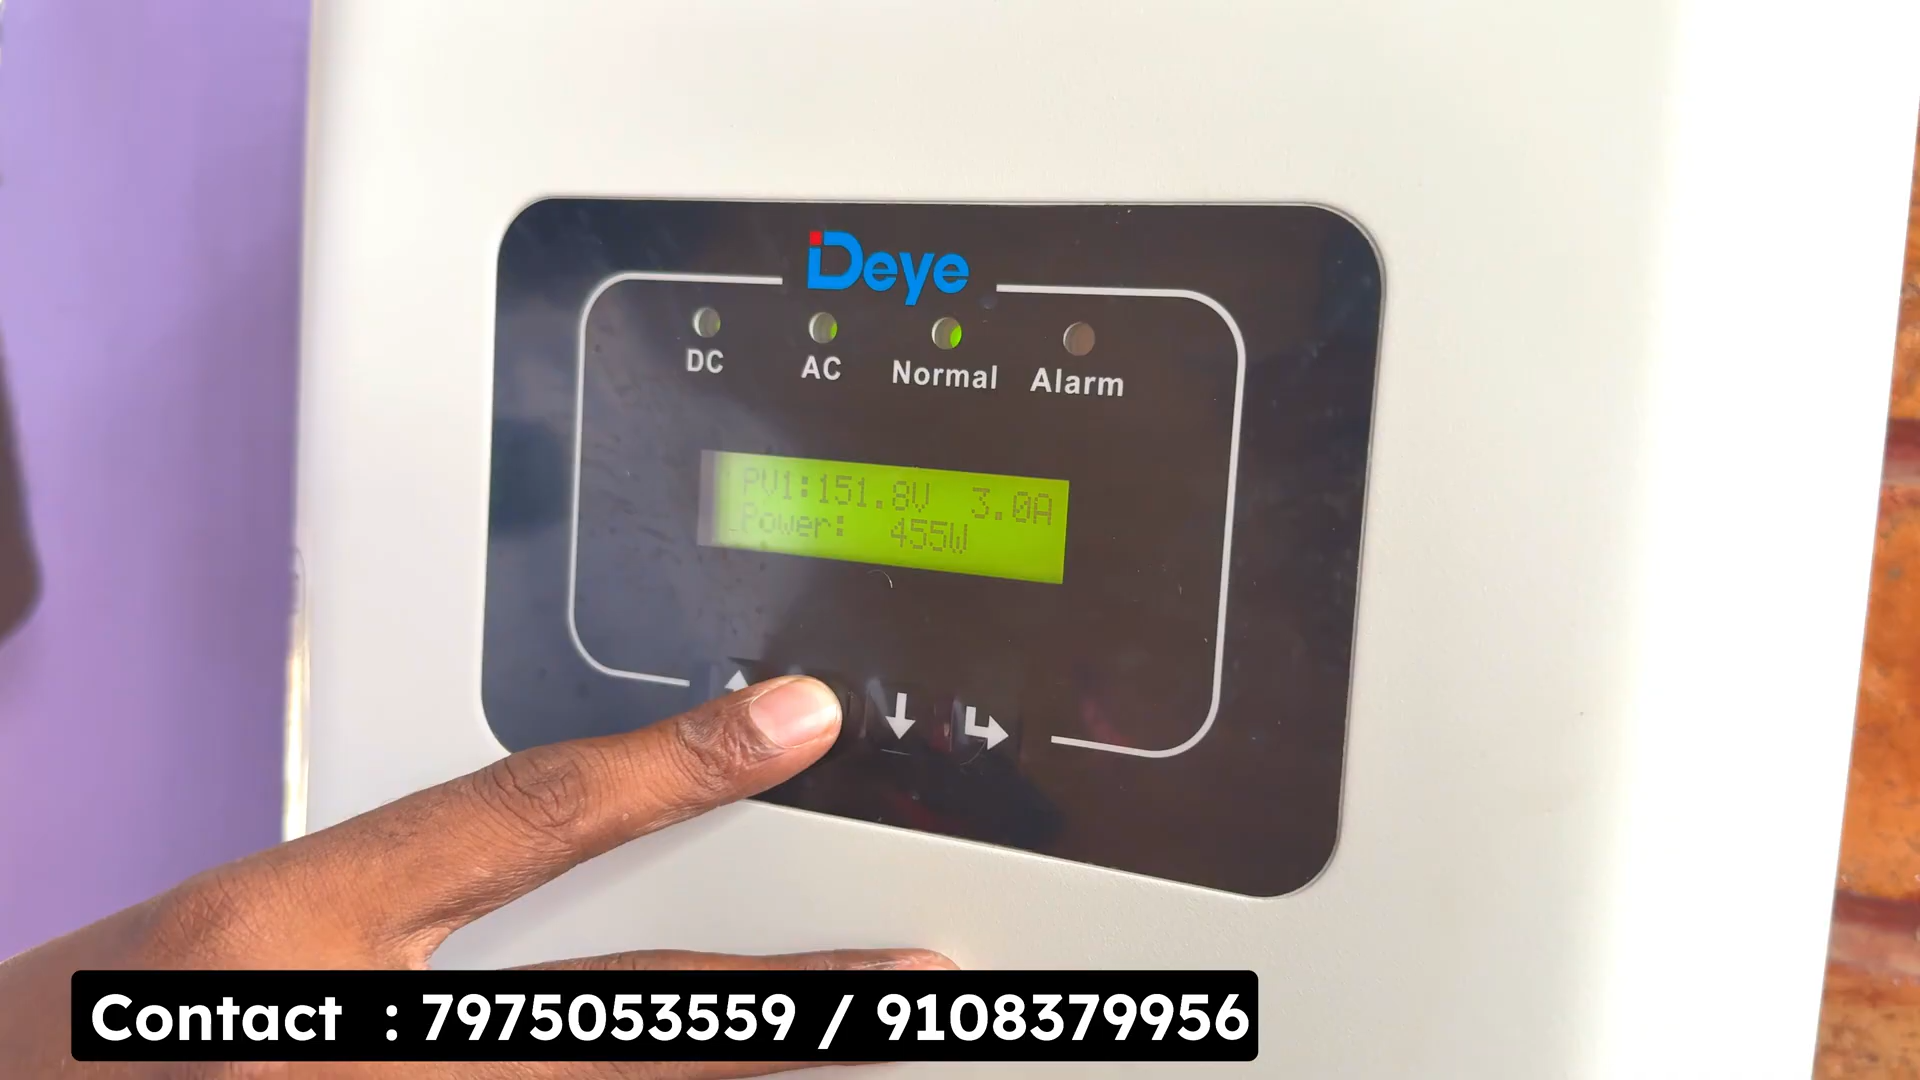 Deye
DC AC Normal Alarm
PV1:151.8V 3.0A
Power: 455W
Contact : 7975053559 / 9108379956